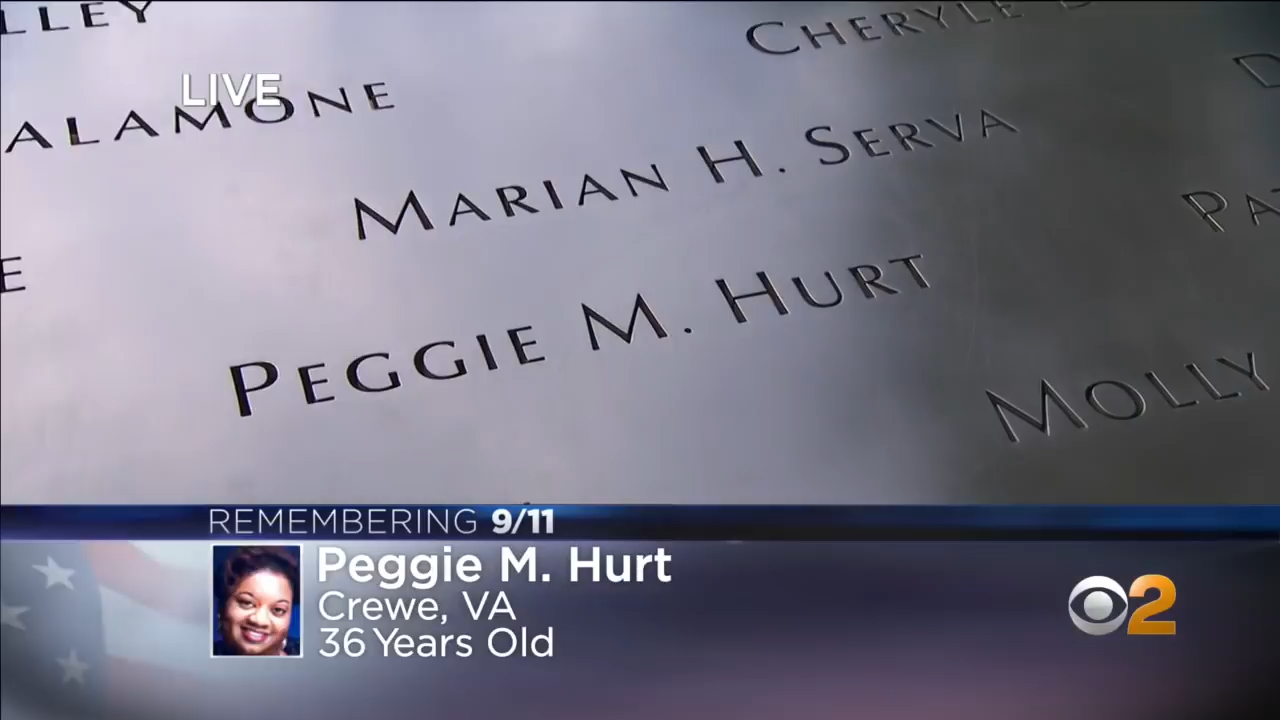 LLEY
CHERYLE
LIVE
ALAMONE
D
MARIAN H. SERVA
PA
E
PEGGIE M. HURT
MOLLY
REMEMBERING 9/11
Peggie M. Hurt
Crewe, VA
36 Years Old
2